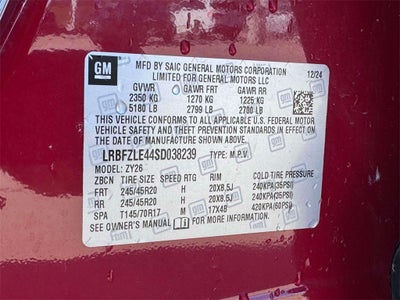 GM
MFD BY SAIC GENERAL MOTORS CORPORATION
LIMITED FOR GENERAL MOTORS LLC
12/24
GVWR GAWR FRT GAWR RR
2350 KG 1270 KG 1225 KG
5180 LB 2799 LB 2700 LB
THIS VEHICLE CONFORMS TO ALL APPLICABLE U.S. FEDERAL MOTOR
VEHICLE SAFETY, BUMPER, AND THEFT PREVENTION STANDARDS IN EFFECT ON
THE DATE OF MANUFACTURE SHOWN ABOVE.
LRBFZLE44SD038239 TYPE: M.P.V
MODEL: ZY26
ZBCN TIRE SIZE SPEED RTG RIM COLD TIRE PRESSURE
FRT 245/45R20 H 20X8.5J 240KPA(35PSI)
RR 245/45R20 H 20X8.5J 240KPA(35PSI)
SPA T145/70R17 M 17X4B 420KPA(60PSI)
SEE OWNER'S MANUAL FOR MORE INFORMATION.